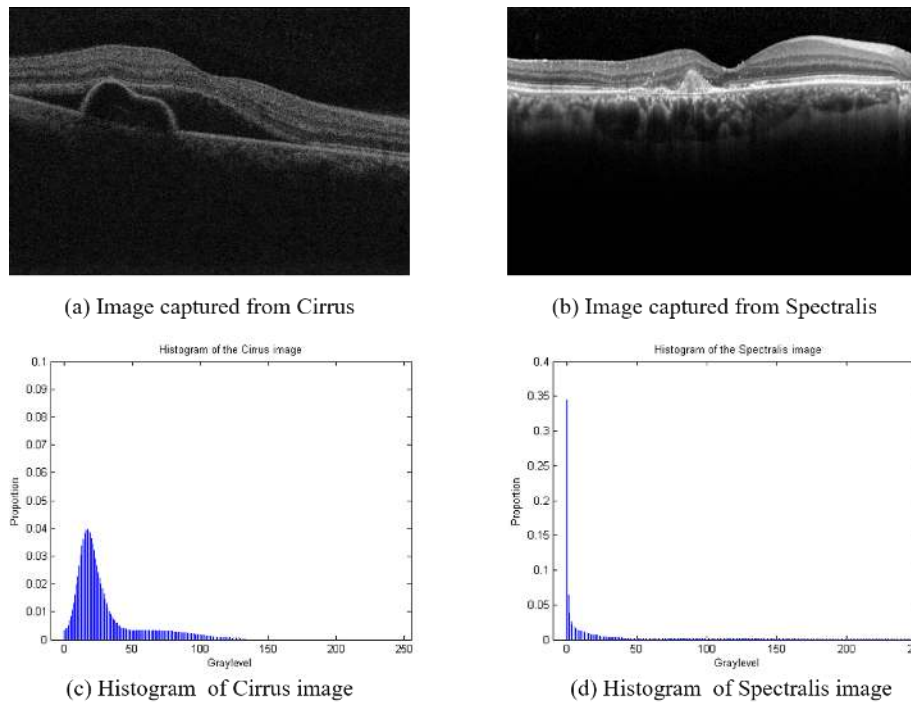 (a) Image captured from Cirrus
(b) Image captured from Spectralis
Histogram of the Cirrus image
0.1
0.09
0.08
0.07
0.06
0.05
0.04
0.03
0.02
0.01
0
Proportion
0 50 100 150 200 250
Graylevel
(c) Histogram of Cirrus image
Histogram of the Spectralis image
0.4
0.35
0.3
0.25
0.2
0.15
0.1
0.05
0
Proportion
0 50 100 150 200
Graylevel
(d) Histogram of Spectralis image